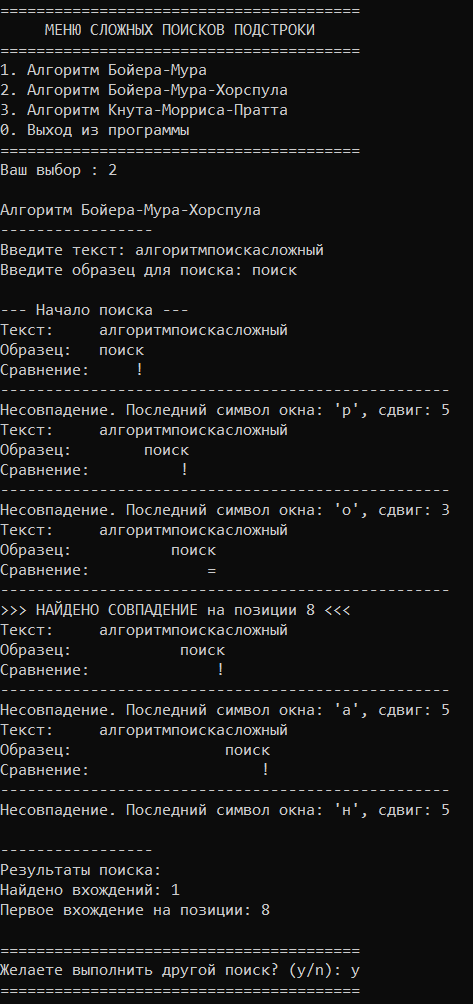 ========================================
     МЕНЮ СЛОЖНЫХ ПОИСКОВ ПОДСТРОКИ
========================================
1. Алгоритм Бойера-Мура
2. Алгоритм Бойера-Мура-Хорспула
3. Алгоритм Кнута-Морриса-Пратта
0. Выход из программы
========================================
Ваш выбор : 2

Алгоритм Бойера-Мура-Хорспула
-----------------
Введите текст: алгоритмпоискасложный
Введите образец для поиска: поиск

--- Начало поиска ---
Текст:     алгоритмпоискасложный
Образец:   поиск
Сравнение:     !
--------------------------------------------------
Несовпадение. Последний символ окна: 'р', сдвиг: 5
Текст:     алгоритмпоискасложный
Образец:        поиск
Сравнение:          !
--------------------------------------------------
Несовпадение. Последний символ окна: 'о', сдвиг: 3
Текст:     алгоритмпоискасложный
Образец:           поиск
Сравнение:             =
--------------------------------------------------
>>> НАЙДЕНО СОВПАДЕНИЕ на позиции 8 <<<
Текст:     алгоритмпоискасложный
Образец:            поиск
Сравнение:              !
--------------------------------------------------
Несовпадение. Последний символ окна: 'а', сдвиг: 5
Текст:     алгоритмпоискасложный
Образец:                 поиск
Сравнение:                   !
--------------------------------------------------
Несовпадение. Последний символ окна: 'н', сдвиг: 5

-----------------
Результаты поиска:
Найдено вхождений: 1
Первое вхождение на позиции: 8

========================================
Желаете выполнить другой поиск? (y/n): y
========================================